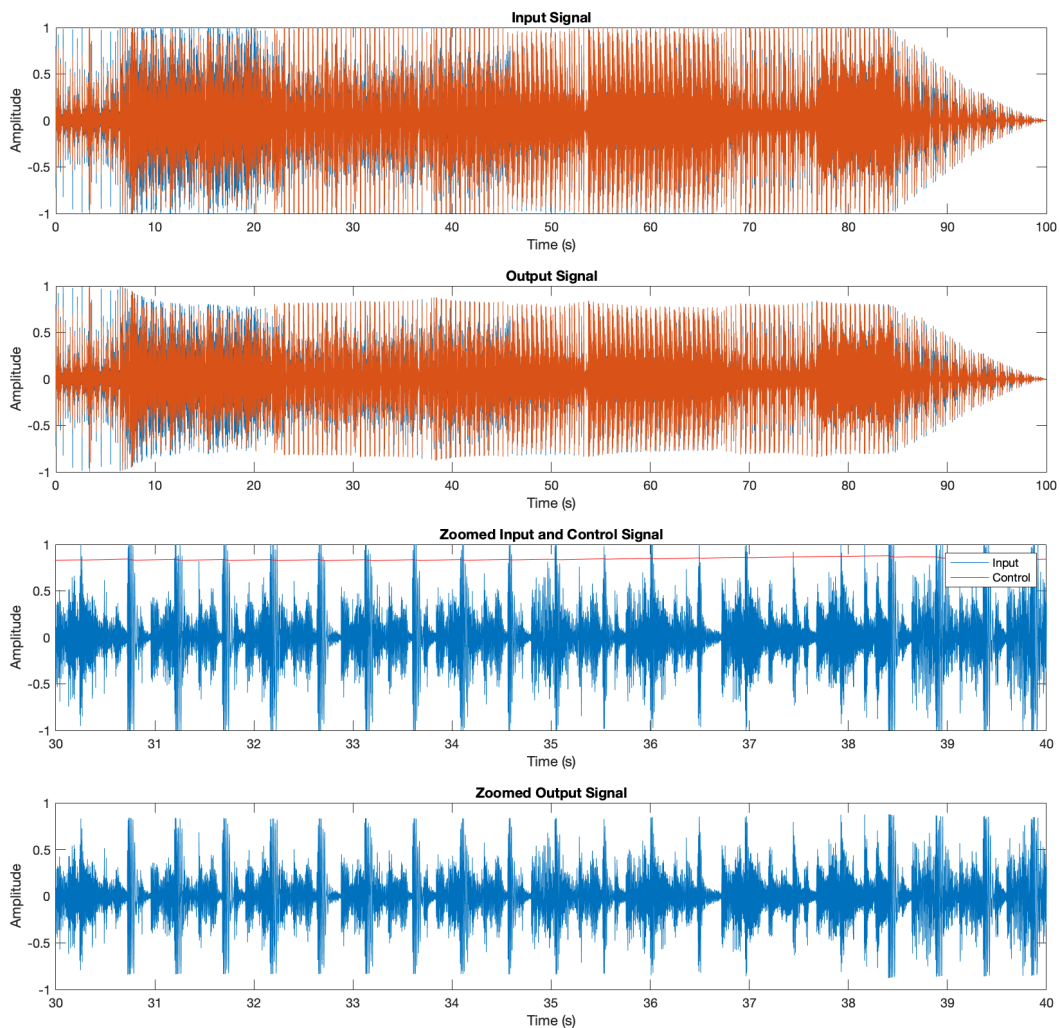 Input Signal
1
0.5
0
-0.5
-1
Amplitude
0 10 20 30 40 50 60 70 80 90 100
Time (s)
Output Signal
1
0.5
0
-0.5
-1
Amplitude
0 10 20 30 40 50 60 70 80 90 100
Time (s)
Zoomed Input and Control Signal
1
0.5
0
-0.5
-1
Amplitude
Input
Control
30 31 32 33 34 35 36 37 38 39 40
Time (s)
Zoomed Output Signal
1
0.5
0
-0.5
-1
Amplitude
30 31 32 33 34 35 36 37 38 39 40
Time (s)